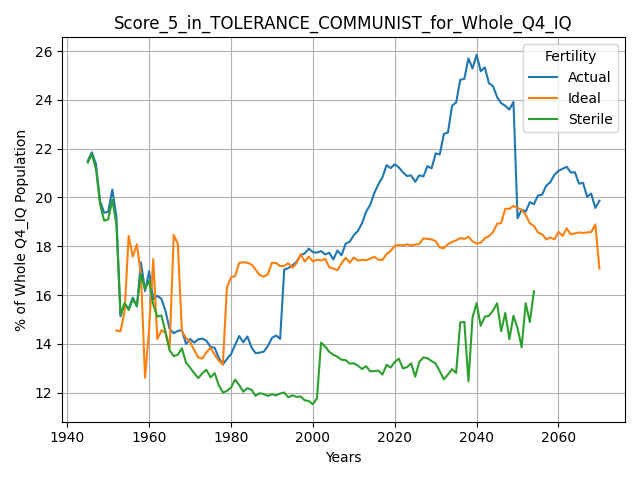 Score_5_in_TOLERANCE_COMMUNIST_for_Whole_Q4_IQ
Fertility
Actual
Ideal
Sterile
% of Whole Q4_IQ Population
26
24
22
20
18
16
14
12
1940
1960
1980
2000
2020
2040
2060
Years